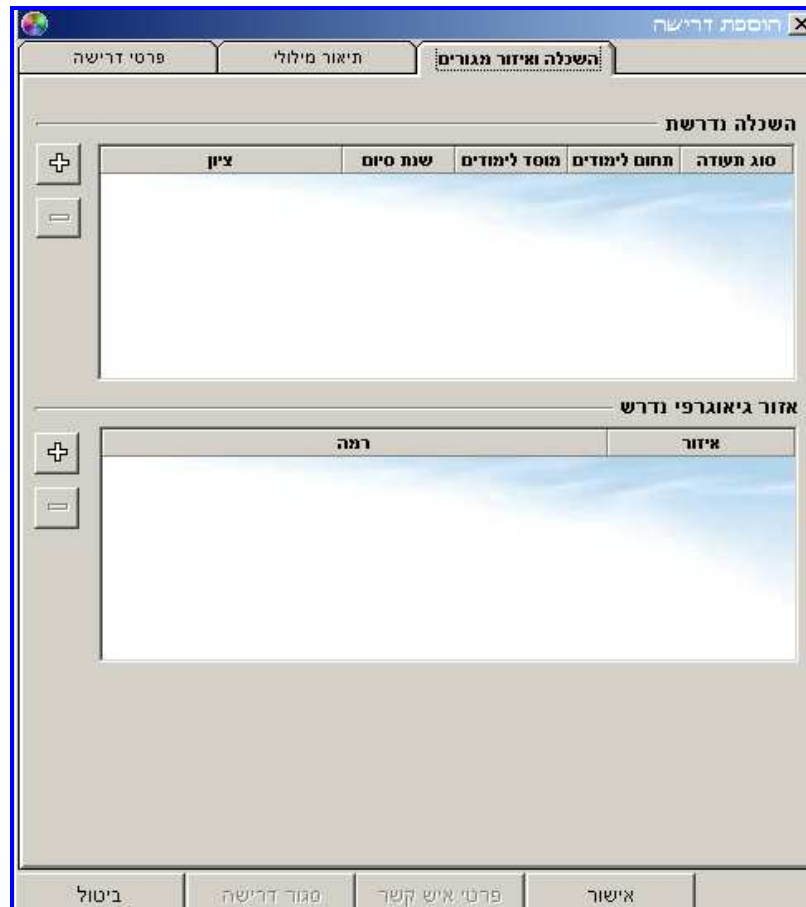 הוספת דרישה
השכלה ואיזור מגורים תיאור מילולי פרטי דרישה
השכלה נדרשת
סוג תעודה תחום לימודים מוסד לימודים שנת סיום ציון
אזור גיאוגרפי נדרש
איזור רמה
אישור פרטי איש קשר סגור דרישה ביטול